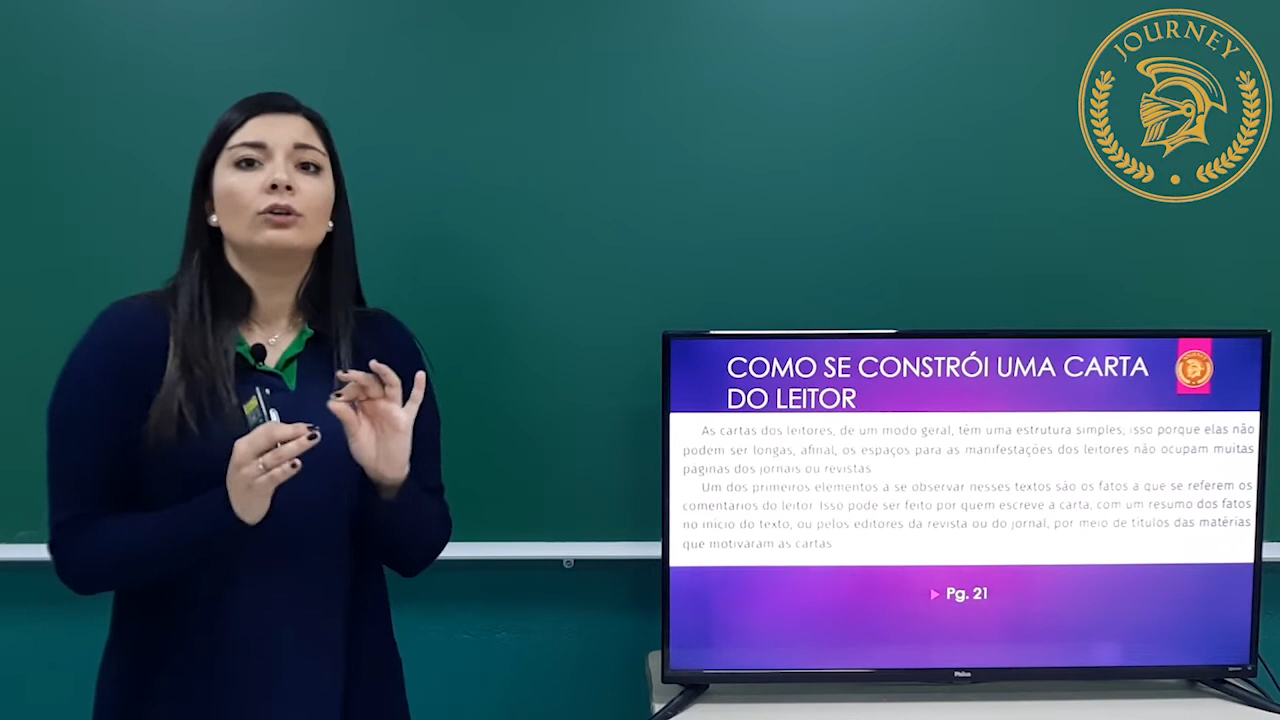 JOURNEY
COMO SE CONSTRÓI UMA CARTA
DO LEITOR
As cartas dos leitores, de um modo geral, têm uma estrutura simples; isso porque elas não
podem ser longas, afinal, os espaços para as manifestações dos leitores não ocupam muitas
páginas dos jornais ou revistas.
Um dos primeiros elementos a se observar nesses textos são os fatos a que se referem os
comentários do leitor. Isso pode ser feito por quem escreve a carta, com um resumo dos fatos
no início do texto, ou pelos editores da revista ou do jornal, por meio de títulos das matérias
que motivaram as cartas.
Pg. 21
Philco